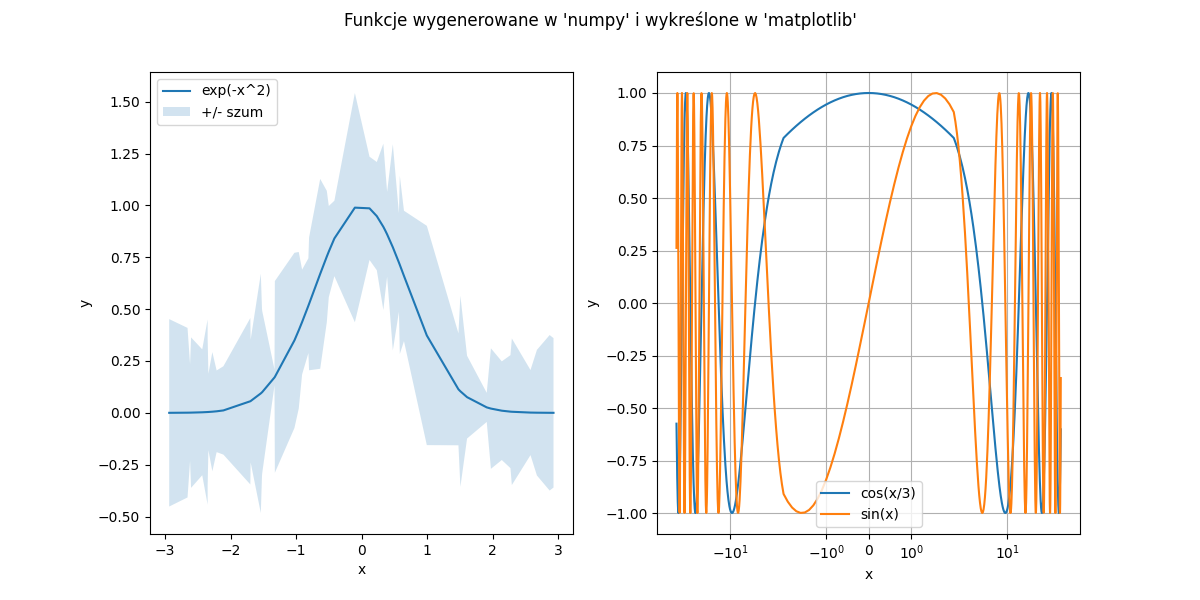 Funkcje wygenerowane w 'numpy' i wykreślone w 'matplotlib'
exp(-x^2)
+/- szum
1.50
1.25
1.00
0.75
0.50
0.25
0.00
−0.25
−0.50
y
−3 −2 −1 0 1 2 3
x
1.00
0.75
0.50
0.25
0.00
−0.25
−0.50
−0.75
−1.00
y
cos(x/3)
sin(x)
−10¹ −10⁰ 0 10⁰ 10¹
x